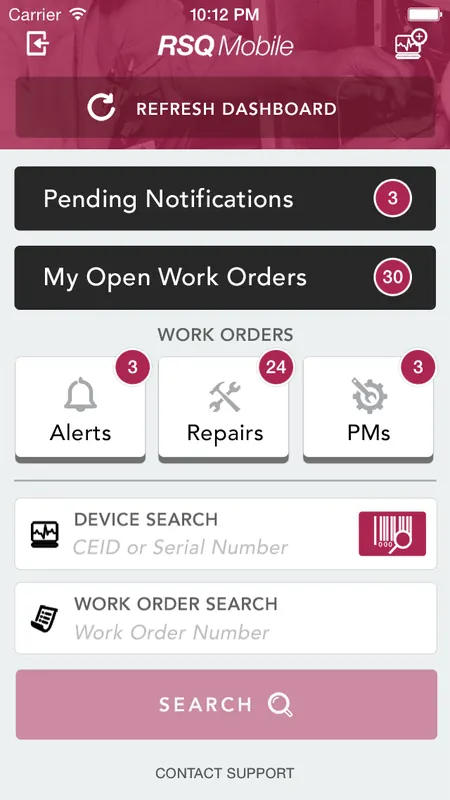 Carrier 10:12 PM
RSQ Mobile
REFRESH DASHBOARD
Pending Notifications 3
My Open Work Orders 30
WORK ORDERS
3 24 3
Alerts Repairs PMs
DEVICE SEARCH
CEID or Serial Number
WORK ORDER SEARCH
Work Order Number
SEARCH
CONTACT SUPPORT